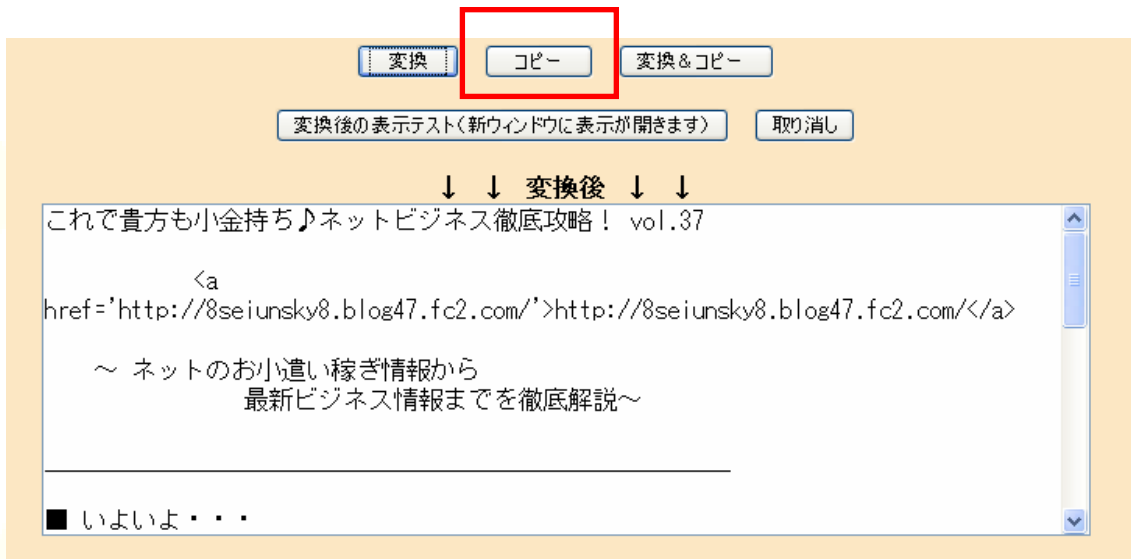 変換 コピー 変換＆コピー
変換後の表示テスト（新ウィンドウに表示が開きます） 取り消し
↓ ↓ 変換後 ↓ ↓
これで貴方も小金持ち♪ネットビジネス徹底攻略！ vol.37
<a
href='http://8seiunsky8.blog47.fc2.com/'>http://8seiunsky8.blog47.fc2.com/</a>
～ ネットのお小遣い稼ぎ情報から
最新ビジネス情報までを徹底解説～
■ いよいよ・・・